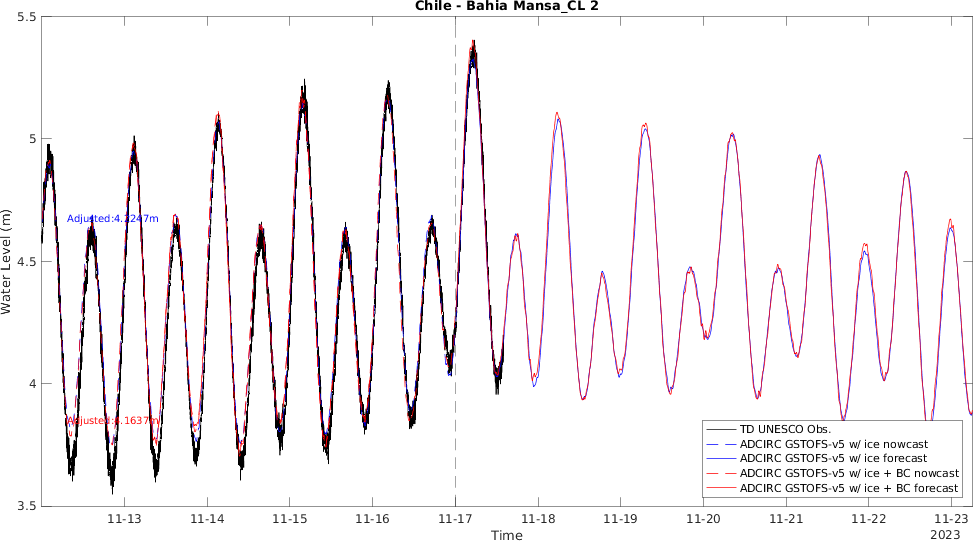 Chile - Bahia Mansa_CL 2
Water Level (m)
5.5
5
4.5
4
3.5
Adjusted:4.2247m
TD UNESCO Obs.
ADCIRC GSTOFS-v5 w/ ice nowcast
ADCIRC GSTOFS-v5 w/ ice forecast
ADCIRC GSTOFS-v5 w/ ice + BC nowcast
ADCIRC GSTOFS-v5 w/ ice + BC forecast
11-13
11-14
11-15
11-16
11-17
11-18
11-19
11-20
11-21
11-22
11-23
2023
Time